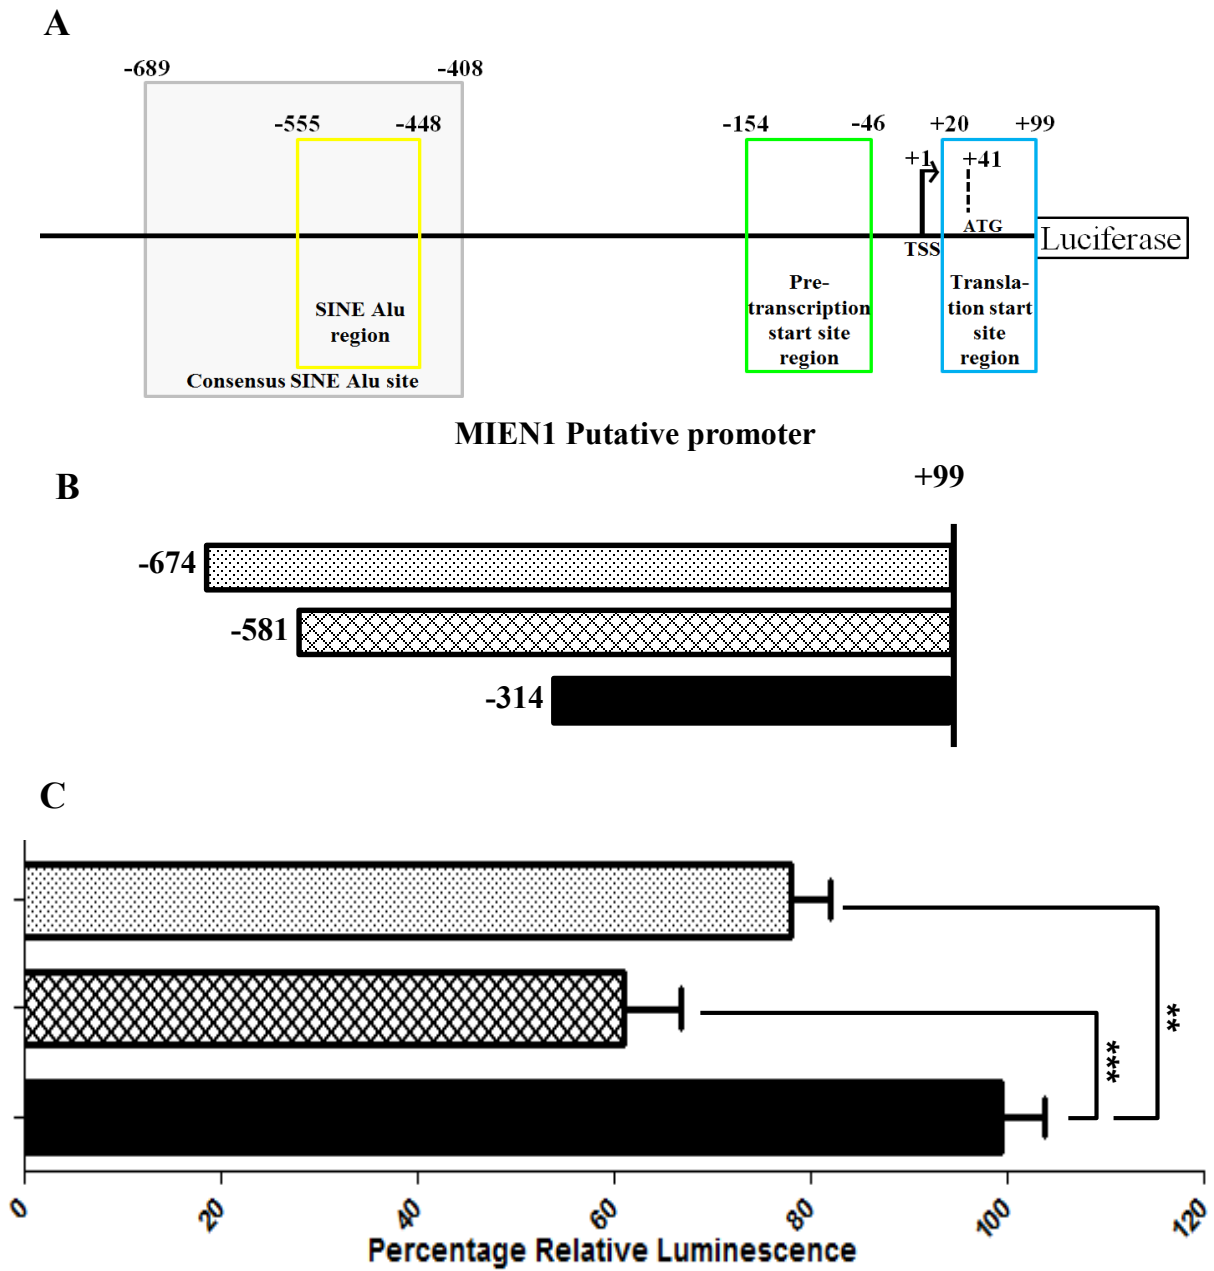 A
-689 -408
-555 -448 -154 -46 +20 +99
+1 +41
ATG
TSS
Luciferase
SINE Alu
region
Consensus SINE Alu site
Pre-
transcription
start site
region
Transla-
tion start
site
region
MIEN1 Putative promoter
B
+99
-674
-581
-314
C
**
***
0 20 40 60 80 100 120
Percentage Relative Luminescence